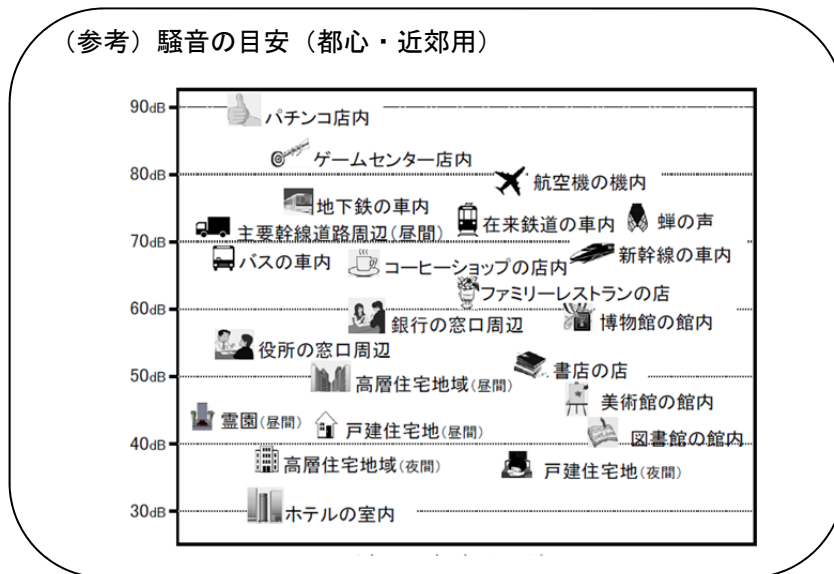 （参考）騒音の目安（都心・近郊用）
90dB
パチンコ店内
ゲームセンター店内
80dB
航空機の機内
地下鉄の車内
在来鉄道の車内
蝉の声
主要幹線道路周辺(昼間)
70dB
バスの車内
コーヒーショップの店内
新幹線の車内
ファミリーレストランの店
60dB
銀行の窓口周辺
博物館の館内
役所の窓口周辺
書店の店
50dB
高層住宅地域(昼間)
美術館の館内
霊園(昼間)
戸建住宅地(昼間)
図書館の館内
40dB
高層住宅地域(夜間)
戸建住宅地(夜間)
30dB
ホテルの室内